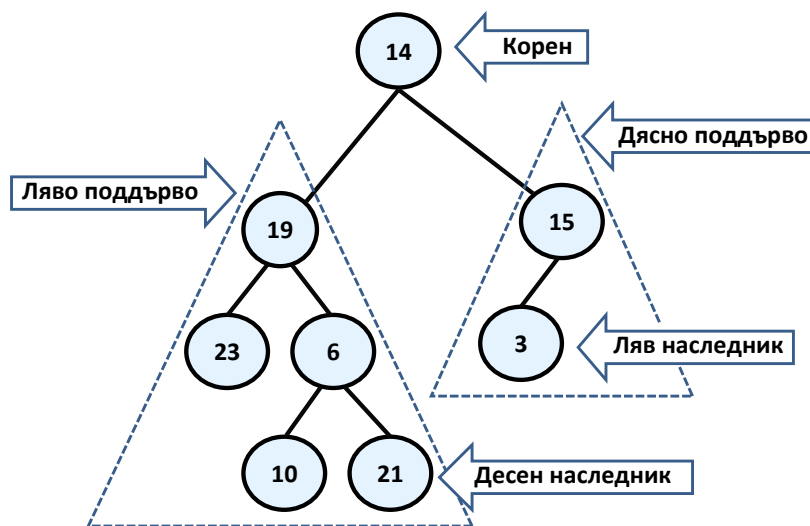 14
Корен
Дясно поддърво
Ляво поддърво
19
15
23
6
3
Ляв наследник
10
21
Десен наследник